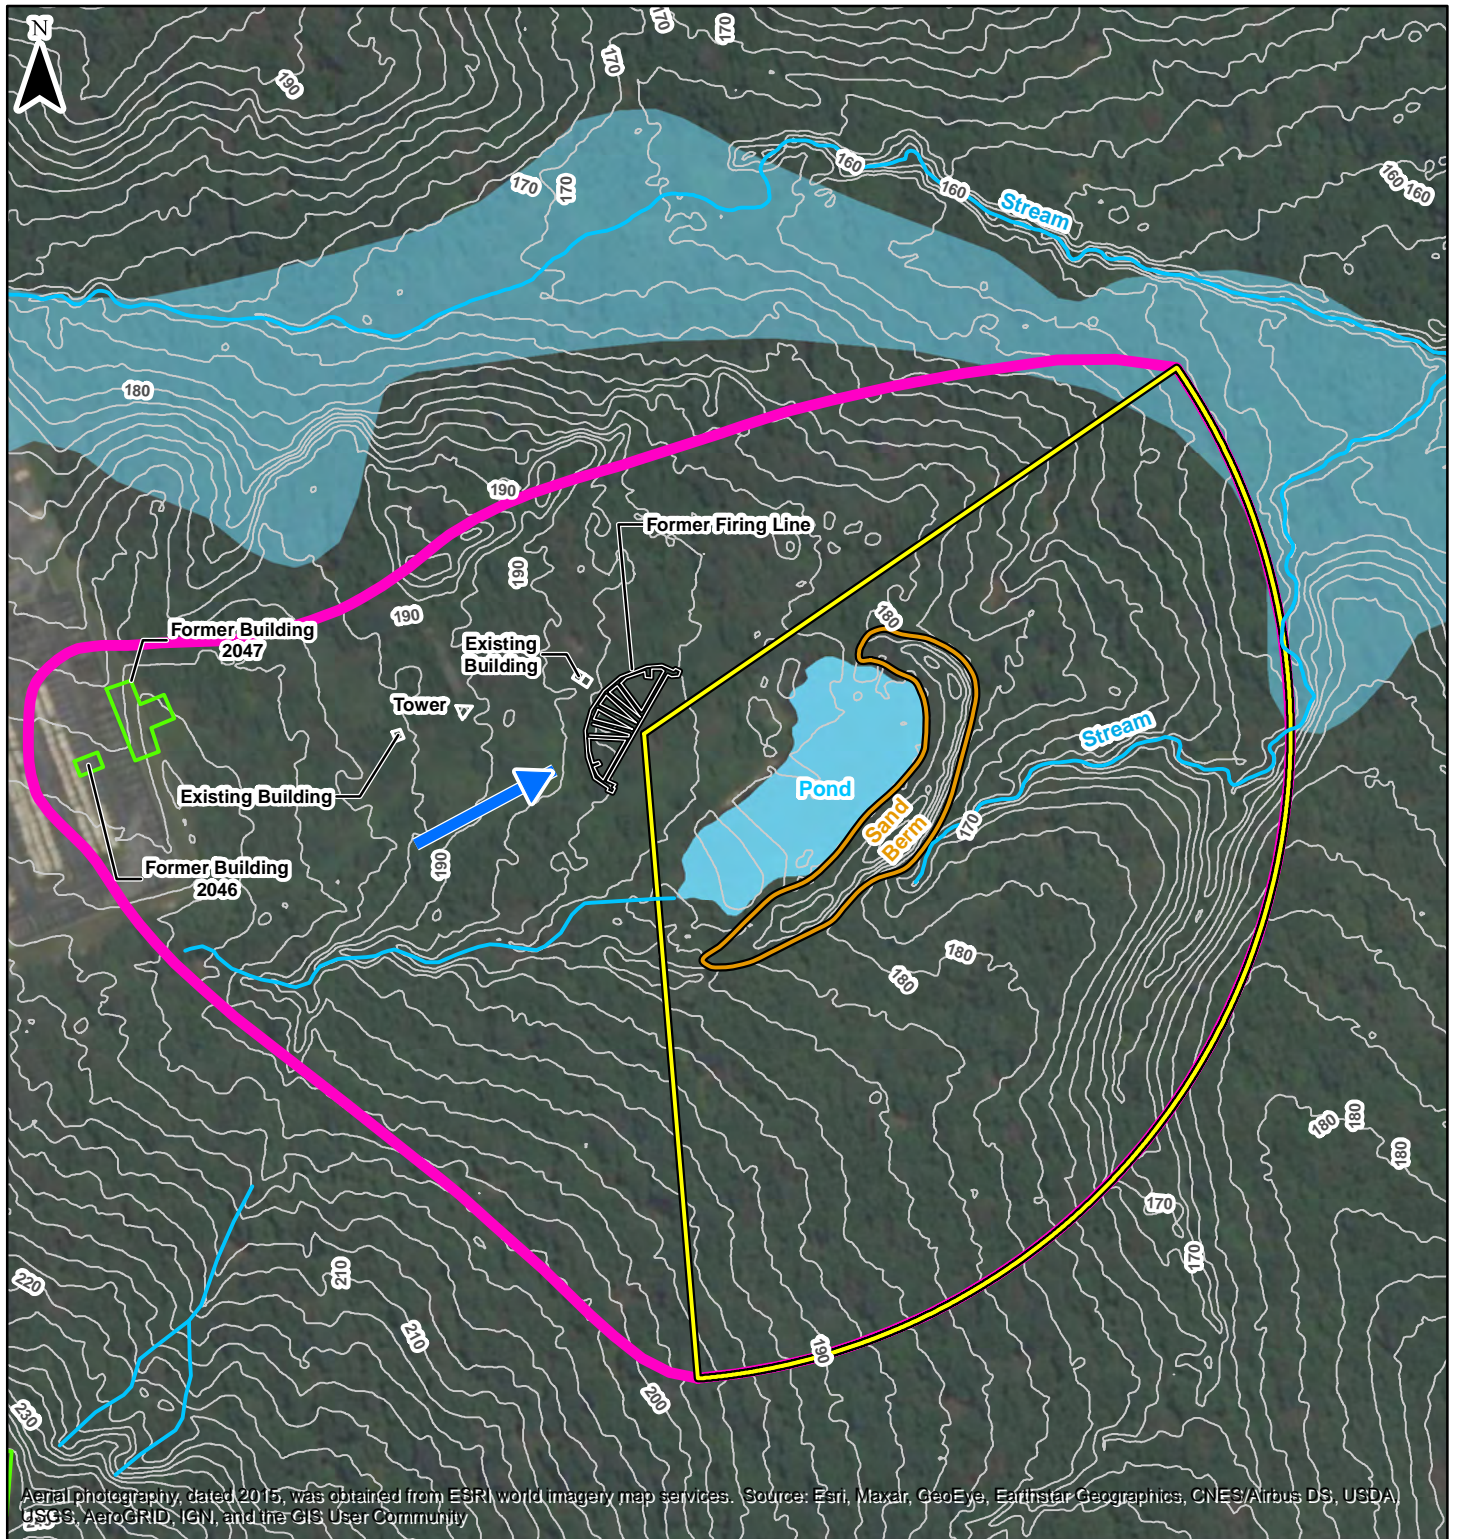 N
170
170
170
190
160
170
170
160
160
160
Stream
180
190
Former Firing Line
190
190
180
Former Building
2047
Existing
Building
Tower
Stream
Existing Building
Pond
Sand
Berm
170
190
Former Building
2046
180
180
180
180
180
170
170
210
220
210
190
200
230
Aerial photography, dated 2015, was obtained from ESRI world imagery map services. Source: Esri, Maxar, GeoEye, Earthstar Geographics, CNES/Airbus DS, USDA,
USGS, AeroGRID, IGN, and the GIS User Community